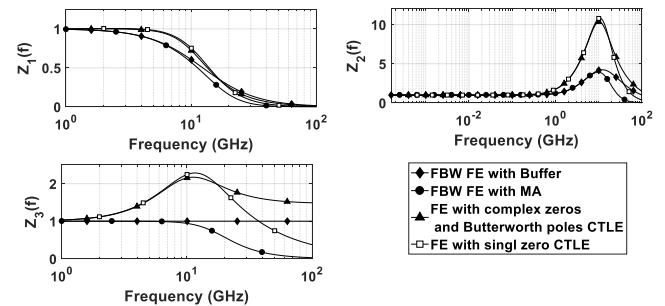 Z1(f)
1
0.5
0
10^0
10^1
10^2
Frequency (GHz)
Z2(f)
10
5
0
10^-2
10^0
10^2
Frequency (GHz)
Z3(f)
2
1
0
10^0
10^1
10^2
Frequency (GHz)
FBW FE with Buffer
FBW FE with MA
FE with complex zeros
and Butterworth poles CTLE
FE with singl zero CTLE